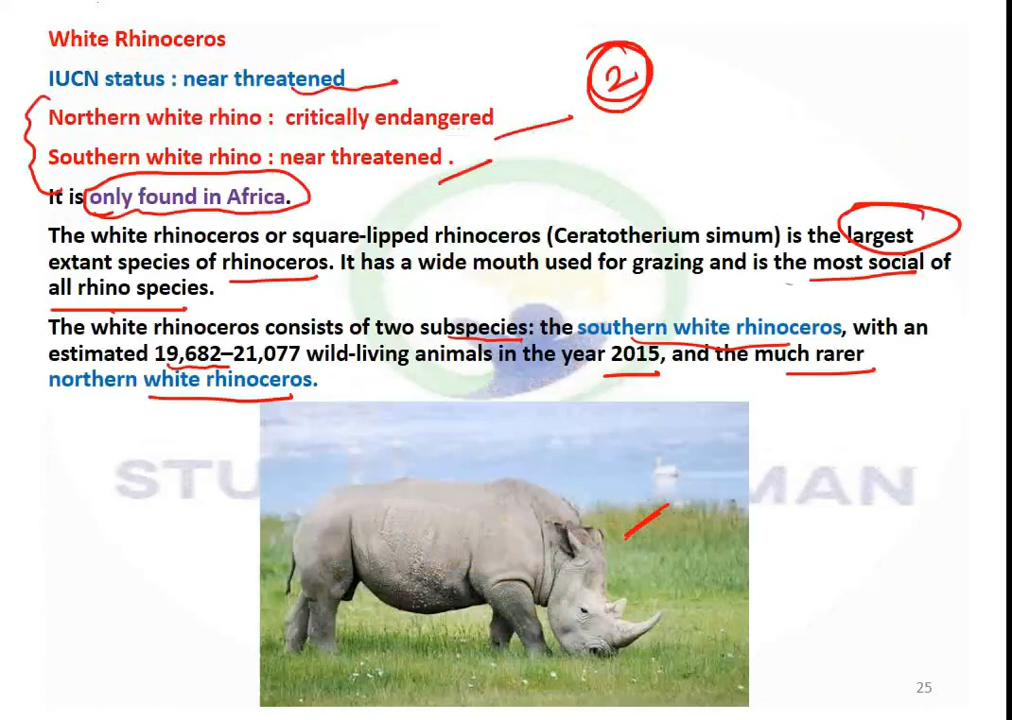 White Rhinoceros
IUCN status : near threatened
2
Northern white rhino :  critically endangered
Southern white rhino : near threatened .
It is only found in Africa.
The white rhinoceros or square-lipped rhinoceros (Ceratotherium simum) is the largest
extant species of rhinoceros. It has a wide mouth used for grazing and is the most social of
all rhino species.
The white rhinoceros consists of two subspecies: the southern white rhinoceros, with an
estimated 19,682–21,077 wild-living animals in the year 2015, and the much rarer
northern white rhinoceros.
25